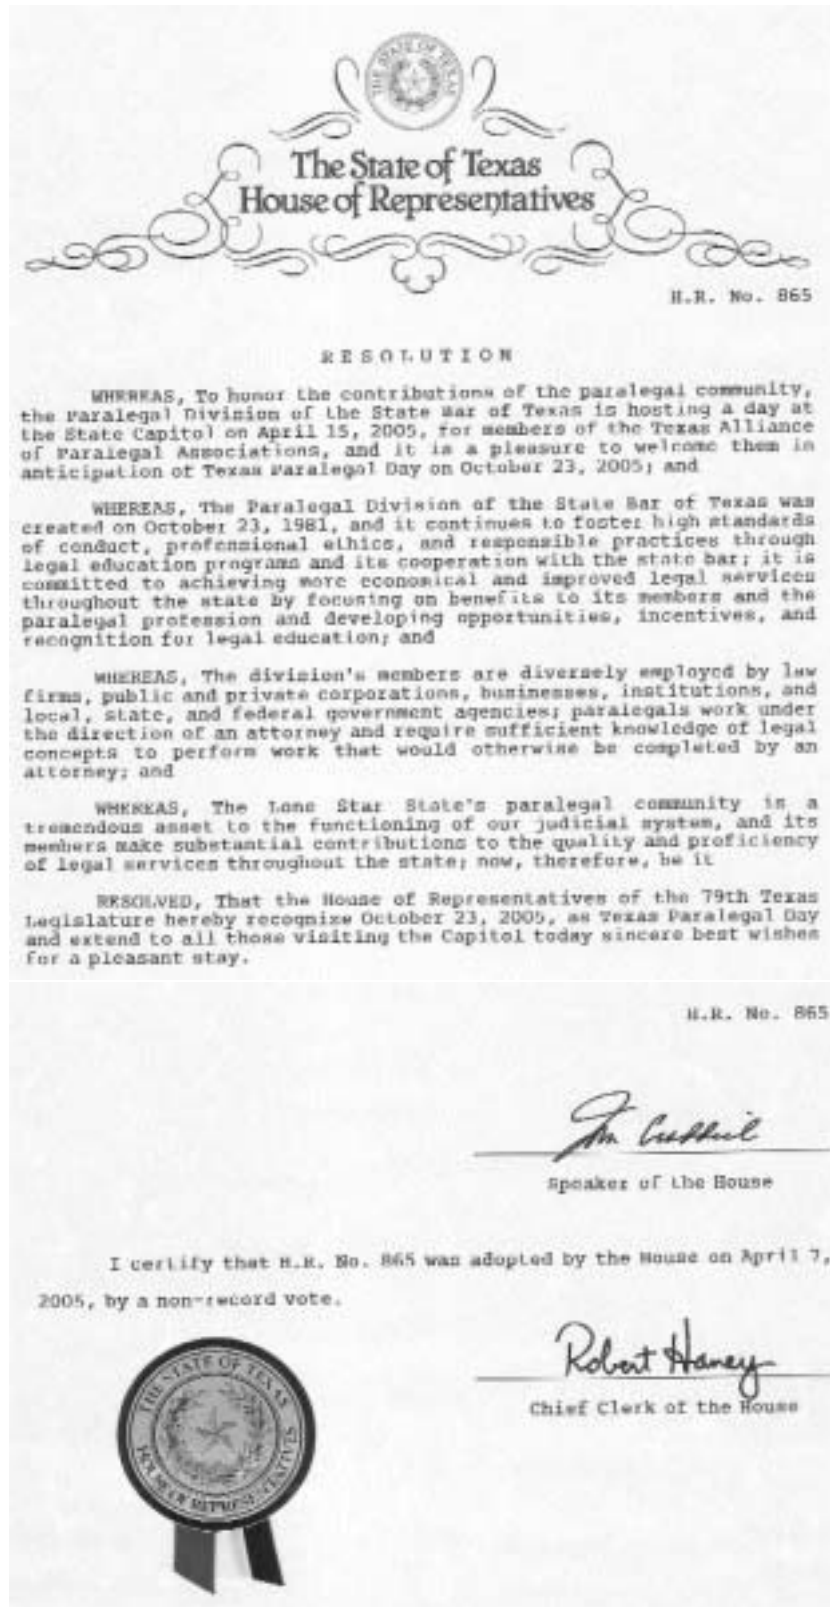 THE STATE OF TEXAS
The State of Texas
House of Representatives
H.R. No. 865
RESOLUTION
WHEREAS, To honor the contributions of the paralegal community,
the Paralegal Division of the State Bar of Texas is hosting a day at
the State Capitol on April 15, 2005, for members of the Texas Alliance
of Paralegal Associations, and it is a pleasure to welcome them in
anticipation of Texas Paralegal Day on October 23, 2005; and
WHEREAS, The Paralegal Division of the State Bar of Texas was
created on October 23, 1981, and it continues to foster high standards
of conduct, professional ethics, and responsible practices through
legal education programs and its cooperation with the state bar; it is
committed to achieving more economical and improved legal services
throughout the state by focusing on benefits to its members and the
paralegal profession and developing opportunities, incentives, and
recognition for legal education; and
WHEREAS, The division's members are diversely employed by law
firms, public and private corporations, businesses, institutions, and
local, state, and federal government agencies; paralegals work under
the direction of an attorney and require sufficient knowledge of legal
concepts to perform work that would otherwise be completed by an
attorney; and
WHEREAS, The Lone Star State's paralegal community is a
tremendous asset to the functioning of our judicial system, and its
members make substantial contributions to the quality and proficiency
of legal services throughout the state; now, therefore, be it
RESOLVED, That the House of Representatives of the 79th Texas
Legislature hereby recognize October 23, 2005, as Texas Paralegal Day
and extend to all those visiting the Capitol today sincere best wishes
for a pleasant stay.
H.R. No. 865
Speaker of the House
I certify that H.R. No. 865 was adopted by the House on April 7,
2005, by a non-record vote.
Robert Haney
Chief Clerk of the House
THE STATE OF TEXAS
HOUSE OF REPRESENTATIVES